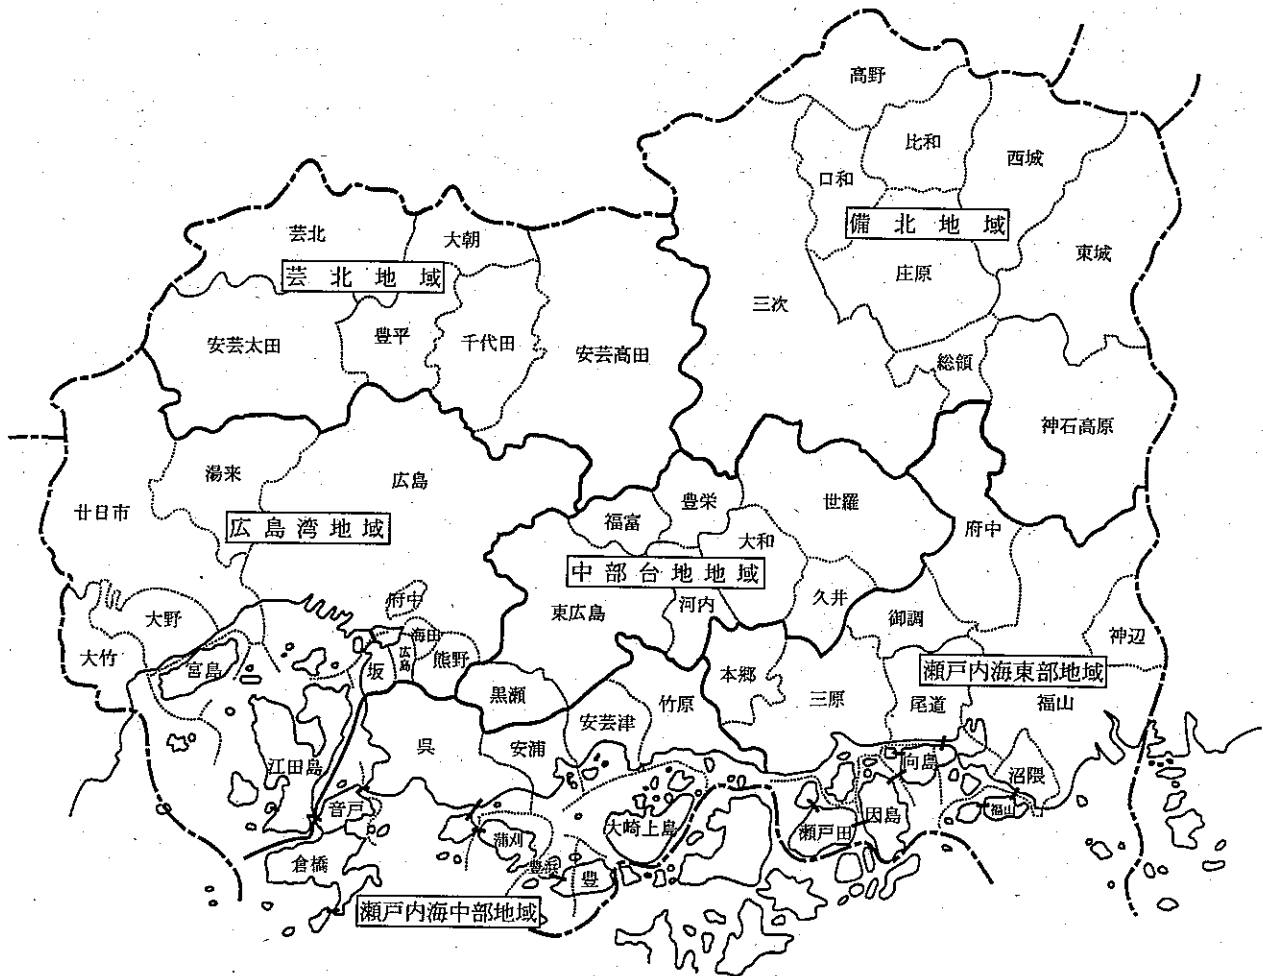 高野
比和
西城
口和
備北地域
芸北
大朝
東城
芸北地域
庄原
三次
安芸太田
豊平
千代田
安芸高田
総領
神石高原
湯来
広島
豊栄
世羅
廿日市
広島湾地域
福富
大和
府中
中部台地地域
大野
府中
東広島
河内
久井
御調
海田
神辺
大竹
宮島
坂
広島
熊野
本郷
瀬戸内海東部地域
黒瀬
竹原
三原
尾道
福山
安芸津
呉
安浦
江田島
向島
沼隈
音戸
大崎上島
瀬戸田
因島
福山
蒲刈
倉橋
豊浜
豊
瀬戸内海中部地域